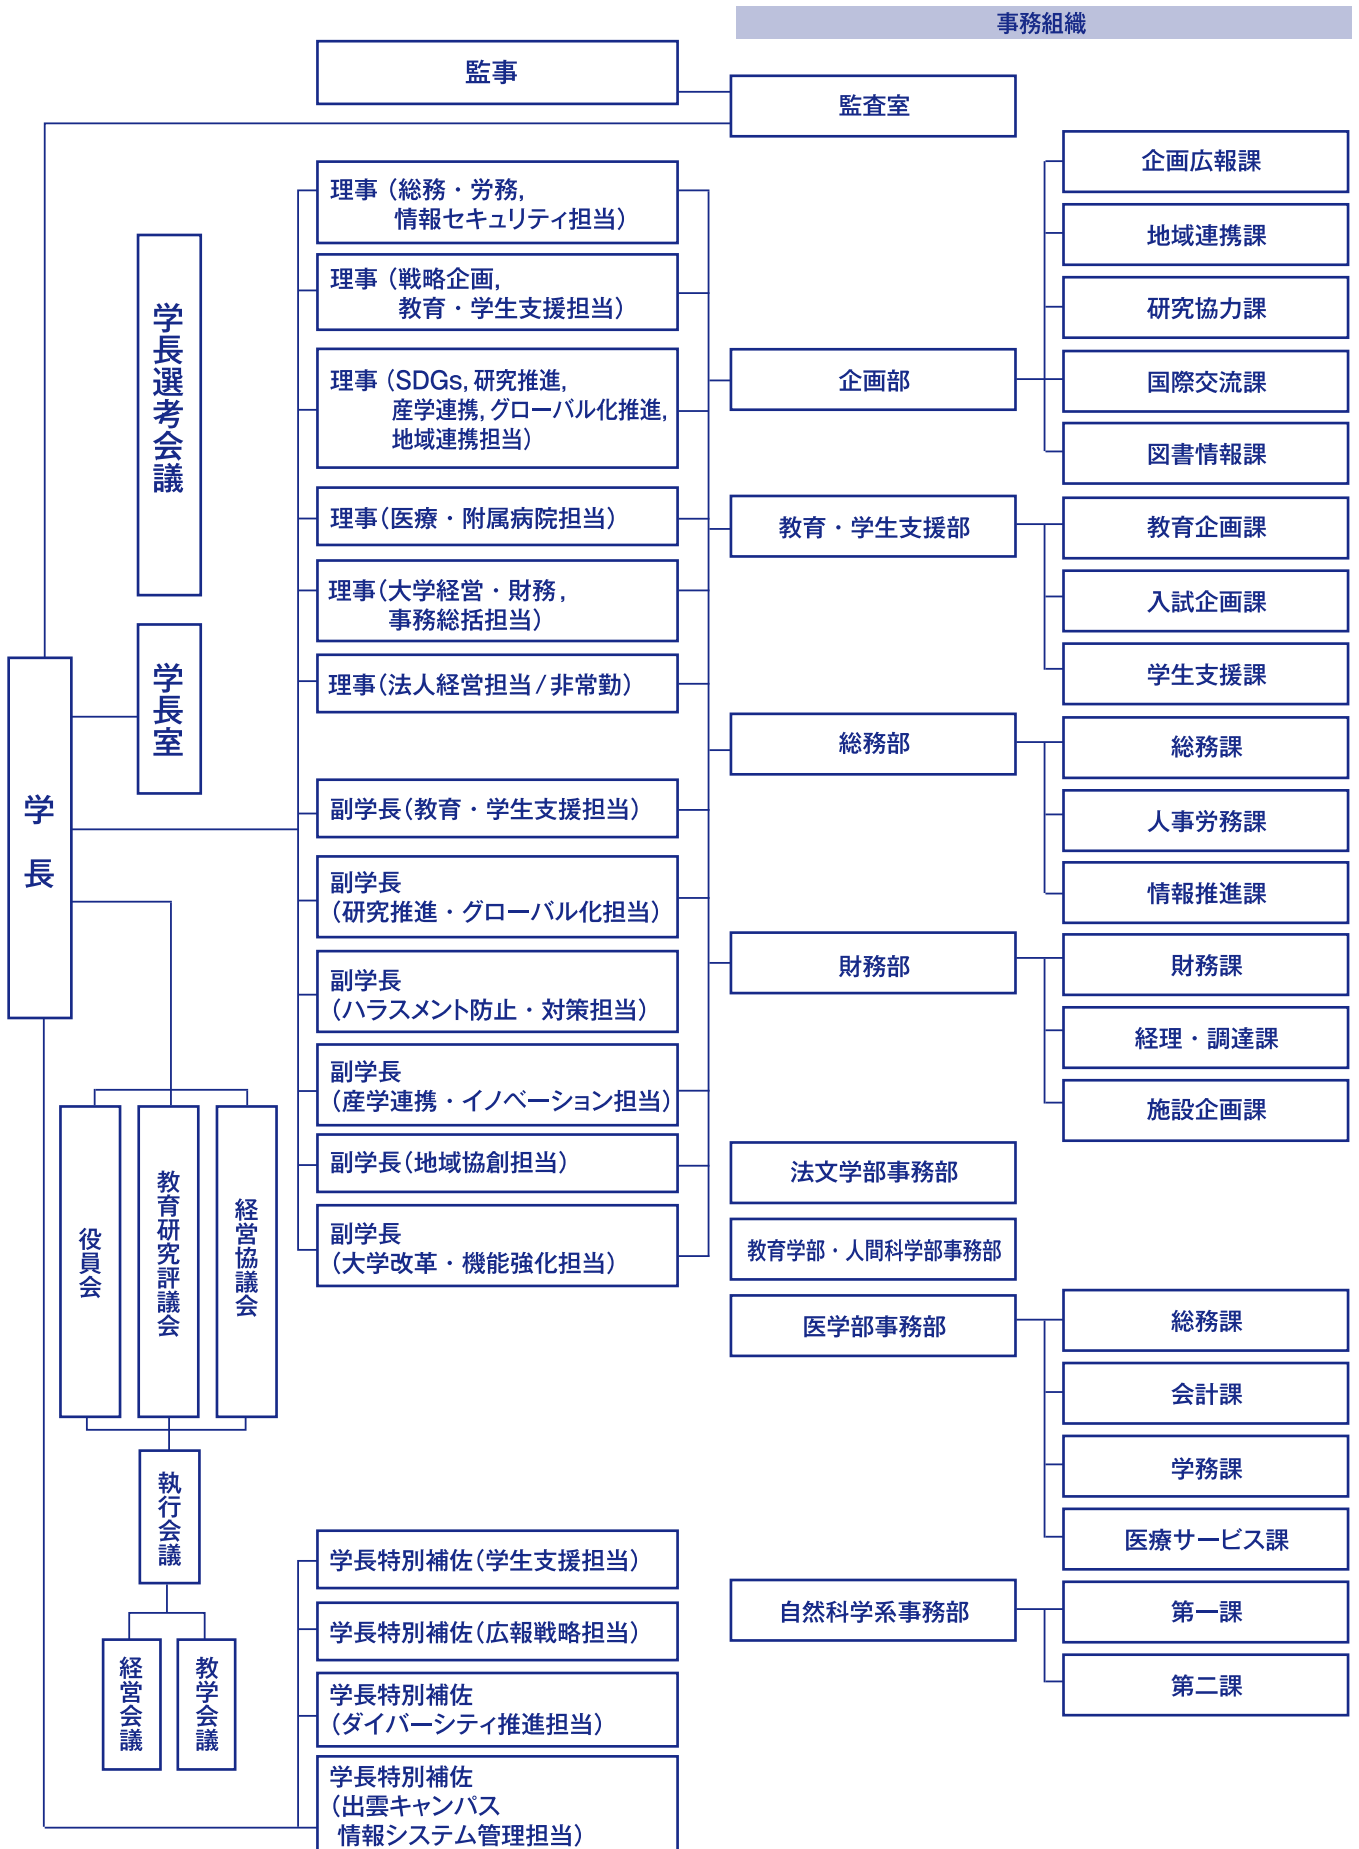 事務組織
監事
監査室
学長
学長選考会議
学長室
理事（総務・労務,
情報セキュリティ担当）
理事（戦略企画,
教育・学生支援担当）
理事（SDGs, 研究推進,
産学連携, グローバル化推進,
地域連携担当）
理事（医療・附属病院担当）
理事（大学経営・財務,
事務総括担当）
理事（法人経営担当/非常勤）
副学長（教育・学生支援担当）
副学長
（研究推進・グローバル化担当）
副学長
（ハラスメント防止・対策担当）
副学長
（産学連携・イノベーション担当）
副学長（地域協創担当）
副学長
（大学改革・機能強化担当）
役員会
教育研究評議会
経営協議会
執行会議
経営会議
教学会議
学長特別補佐（学生支援担当）
学長特別補佐（広報戦略担当）
学長特別補佐
（ダイバーシティ推進担当）
学長特別補佐
（出雲キャンパス
情報システム管理担当）
企画部
企画広報課
地域連携課
研究協力課
国際交流課
図書情報課
教育・学生支援部
教育企画課
入試企画課
学生支援課
総務部
総務課
人事労務課
情報推進課
財務部
財務課
経理・調達課
施設企画課
法文学部事務部
教育学部・人間科学部事務部
医学部事務部
総務課
会計課
学務課
医療サービス課
自然科学系事務部
第一課
第二課